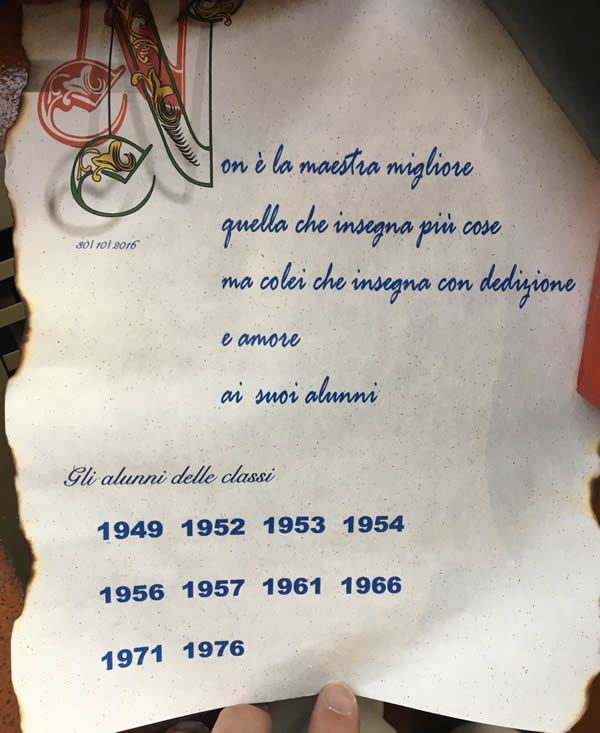 Non è la maestra migliore
quella che insegna più cose
30|10|2016
ma colei che insegna con dedizione
e amore
ai suoi alunni
Gli alunni delle classi
1949 1952 1953 1954
1956 1957 1961 1966
1971 1976